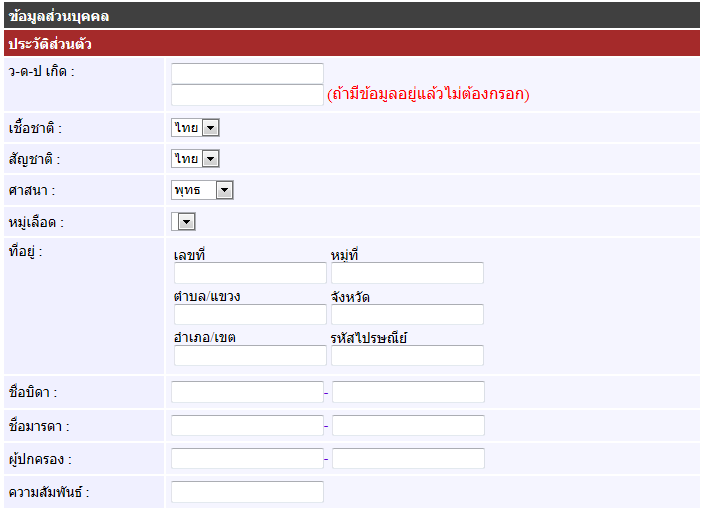 ข้อมูลส่วนบุคคล
ประวัติส่วนตัว
ว-ด-ป เกิด :
(ถ้ามีข้อมูลอยู่แล้วไม่ต้องกรอก)
เชื้อชาติ : ไทย
สัญชาติ : ไทย
ศาสนา : พุทธ
หมู่เลือด :
ที่อยู่ : เลขที่ หมู่ที่
ตำบล/แขวง จังหวัด
อำเภอ/เขต รหัสไปรษณีย์
ชื่อบิดา : -
ชื่อมารดา : -
ผู้ปกครอง : -
ความสัมพันธ์ :